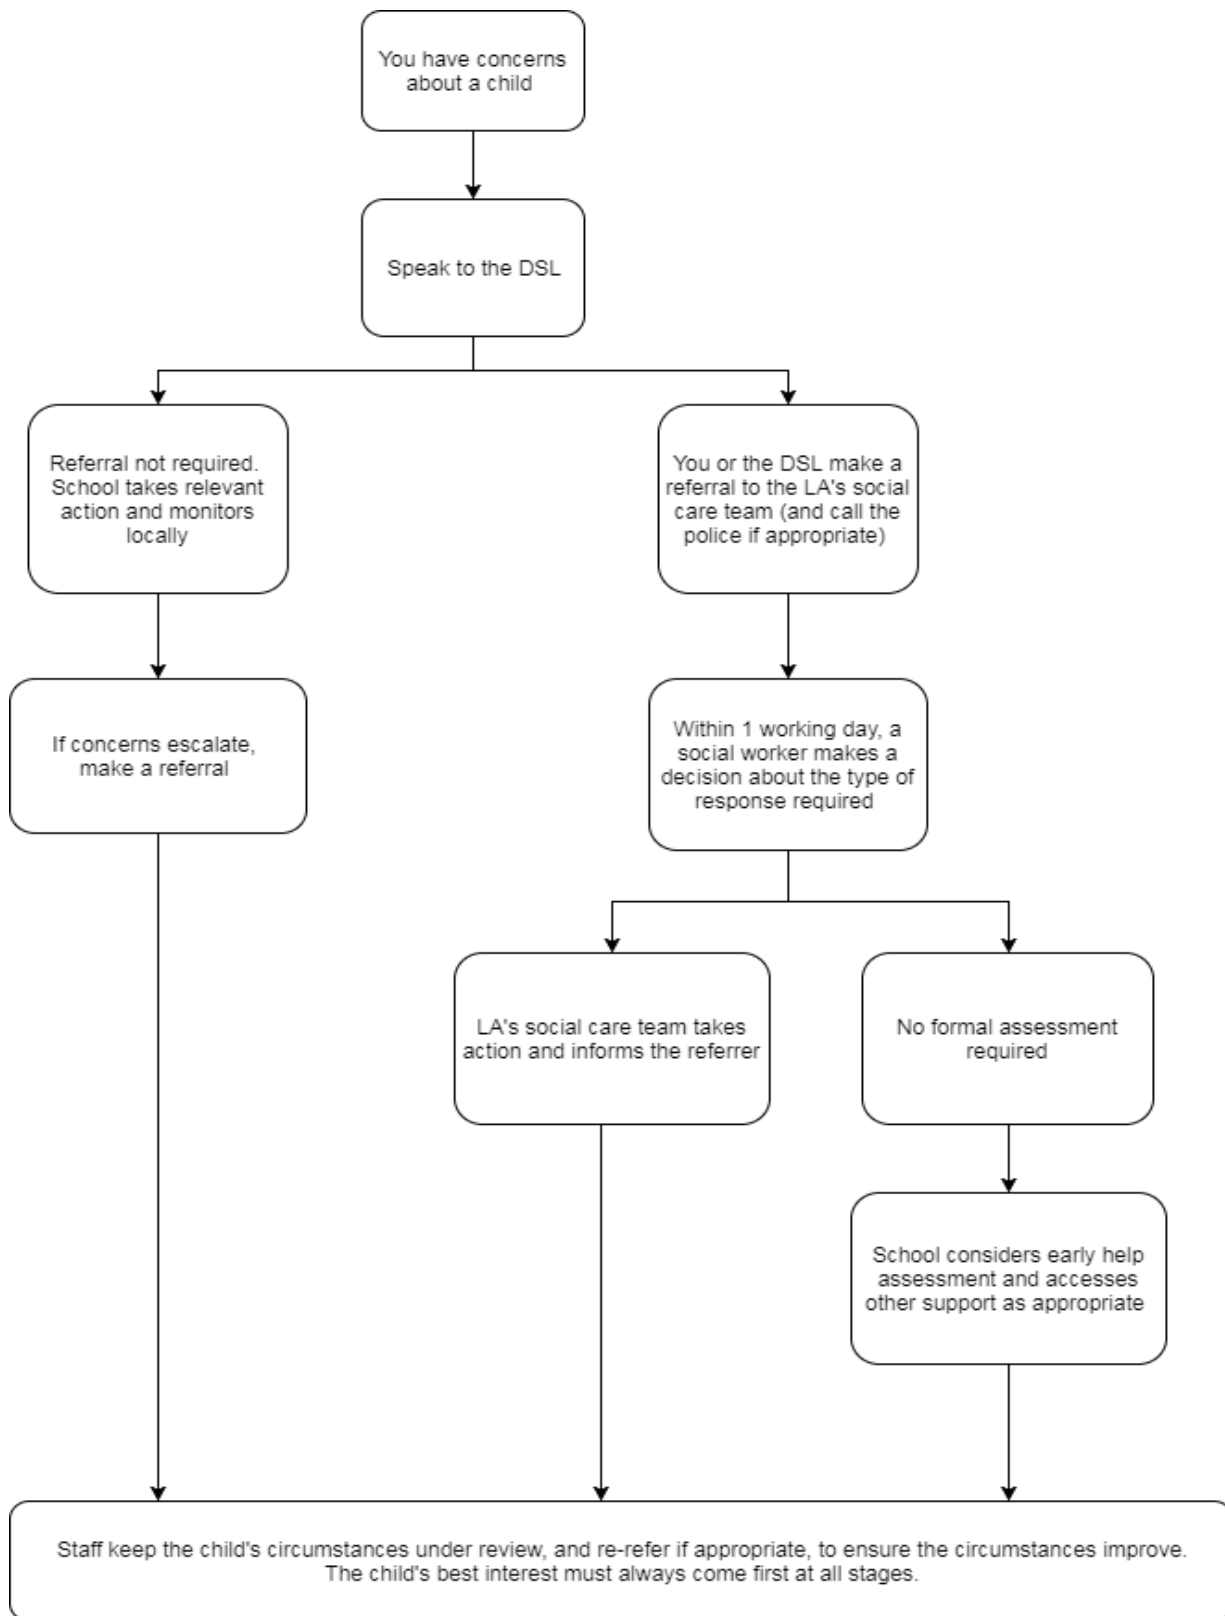 You have concerns
about a child
Speak to the DSL
Referral not required.
School takes relevant
action and monitors
locally
You or the DSL make a
referral to the LA's social
care team (and call the
police if appropriate)
If concerns escalate,
make a referral
Within 1 working day, a
social worker makes a
decision about the type of
response required
LA's social care team takes
action and informs the referrer
No formal assessment
required
School considers early help
assessment and accesses
other support as appropriate
Staff keep the child's circumstances under review, and re-refer if appropriate, to ensure the circumstances improve.
The child's best interest must always come first at all stages.